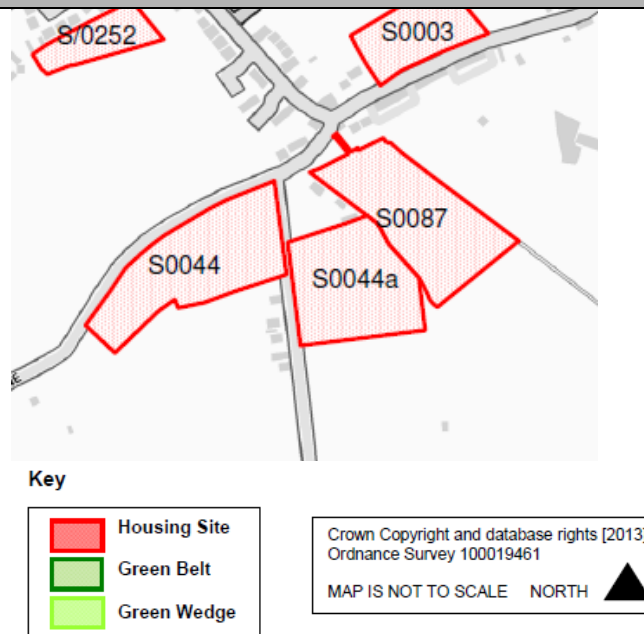 S/0252
S0003
S0087
S0044
S0044a
Key
Housing Site
Green Belt
Green Wedge
Crown Copyright and database rights [2013]
Ordnance Survey 100019461
MAP IS NOT TO SCALE NORTH